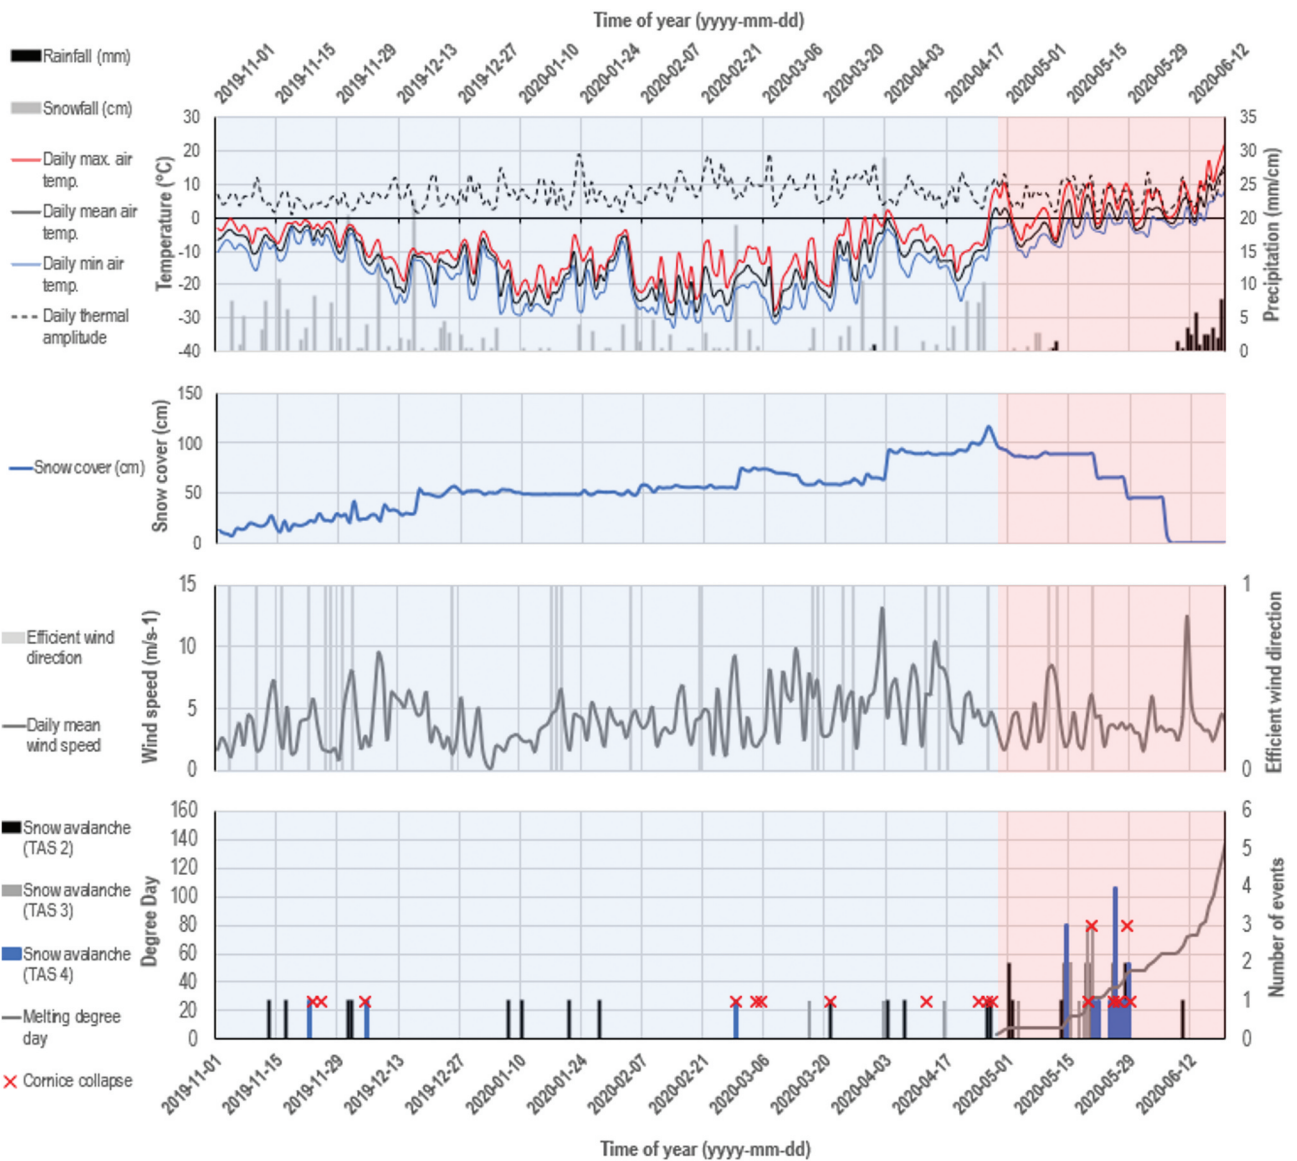 Time of year (yyyy-mm-dd)
2019-11-01
2019-11-15
2019-11-29
2019-12-13
2019-12-27
2020-01-10
2020-01-24
2020-02-07
2020-02-21
2020-03-06
2020-03-20
2020-04-03
2020-04-17
2020-05-01
2020-05-15
2020-05-29
2020-06-12
Rainfall (mm)
Snowfall (cm)
Daily max. air
temp.
Daily mean air
temp.
Daily min air
temp.
Daily thermal
amplitude
Temperature (°C)
30
20
10
0
-10
-20
-30
-40
35
30
25
20
15
10
5
0
Precipitation (mm/cm)
Snow cover (cm)
Snow cover (cm)
150
100
50
0
Efficient wind
direction
Daily mean
wind speed
Wind speed (m/s-1)
15
10
5
0
1
0
Efficient wind direction
Snow avalanche
(TAS 2)
Snow avalanche
(TAS 3)
Snow avalanche
(TAS 4)
Melting degree
day
Cornice collapse
Degree Day
160
140
120
100
80
60
40
20
0
6
5
4
3
2
1
0
Number of events
2019-11-01
2019-11-15
2019-11-29
2019-12-13
2019-12-27
2020-01-10
2020-01-24
2020-02-07
2020-02-21
2020-03-06
2020-03-20
2020-04-03
2020-04-17
2020-05-01
2020-05-15
2020-05-29
2020-06-12
Time of year (yyyy-mm-dd)